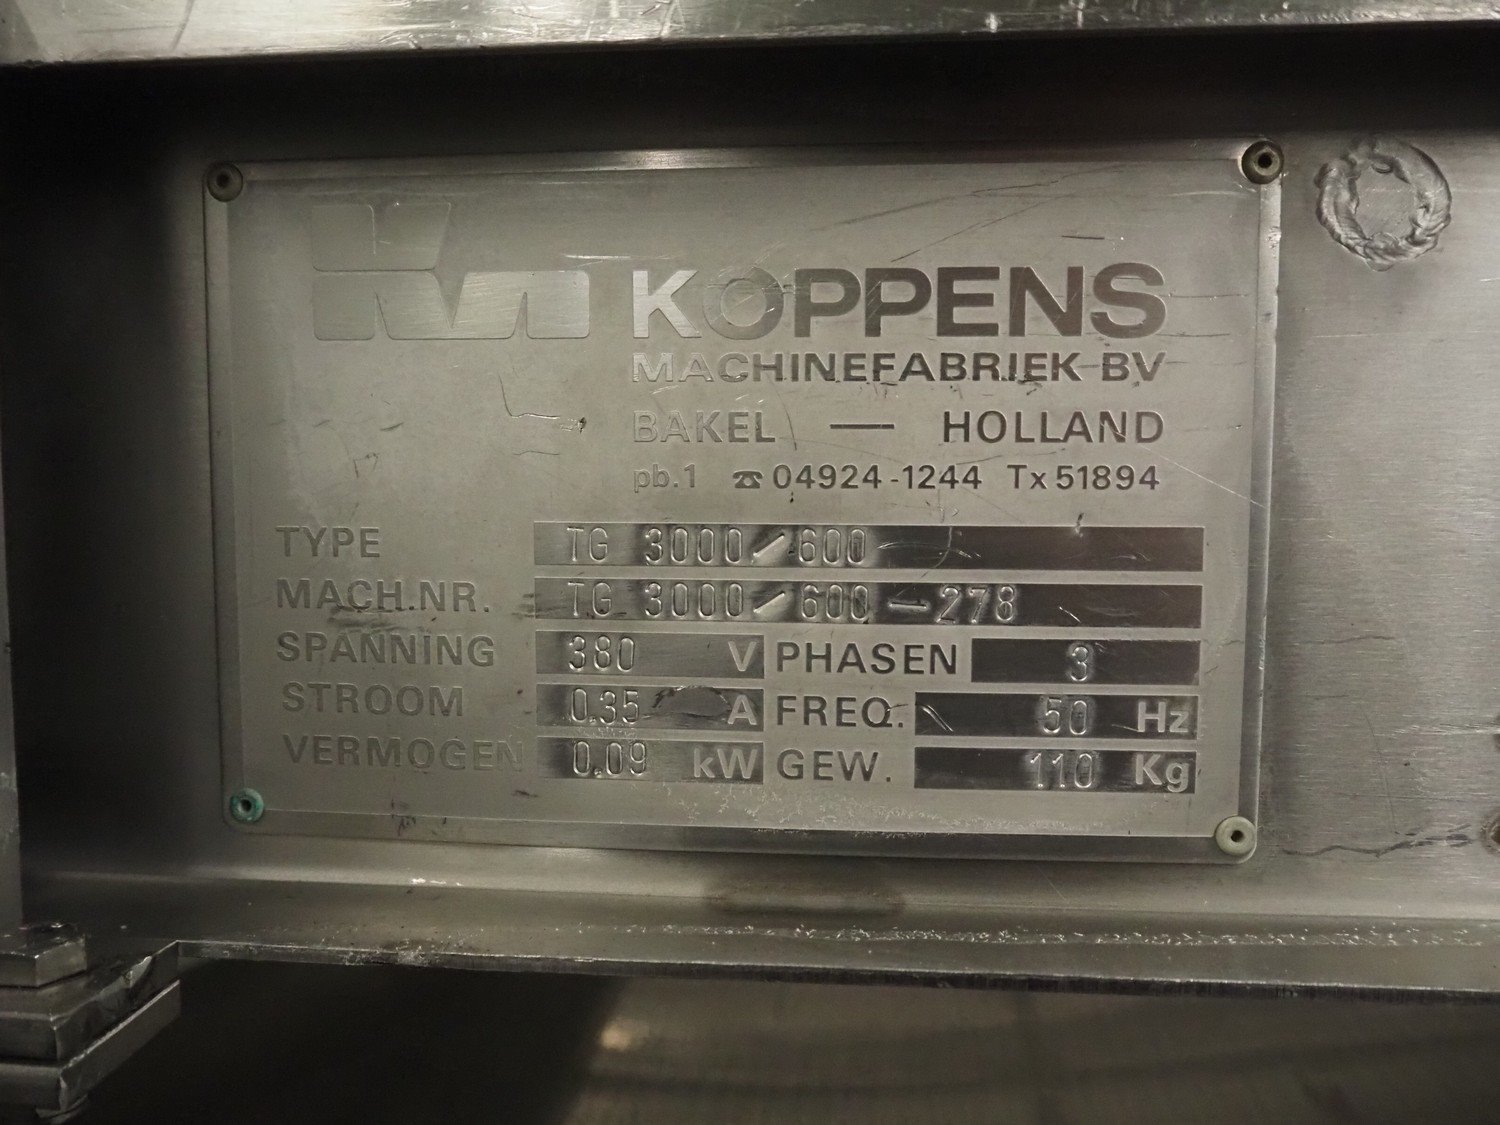 KOPPENS
MACHINEFABRIEK BV
BAKEL — HOLLAND
pb.1 ☎ 04924-1244 Tx 51894
TYPE TG 3000/600
MACH.NR. TG 3000/600-278
SPANNING 380 V PHASEN 3
STROOM 0.35 A FREQ. 50 Hz
VERMOGEN 0.09 kW GEW. 110 Kg